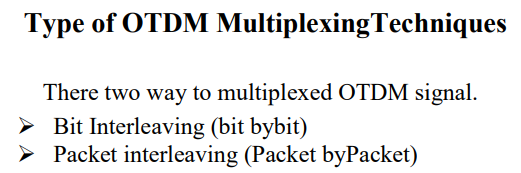 Type of OTDM MultiplexingTechniques
There two way to multiplexed OTDM signal.
➢ Bit Interleaving (bit bybit)
➢ Packet interleaving (Packet byPacket)